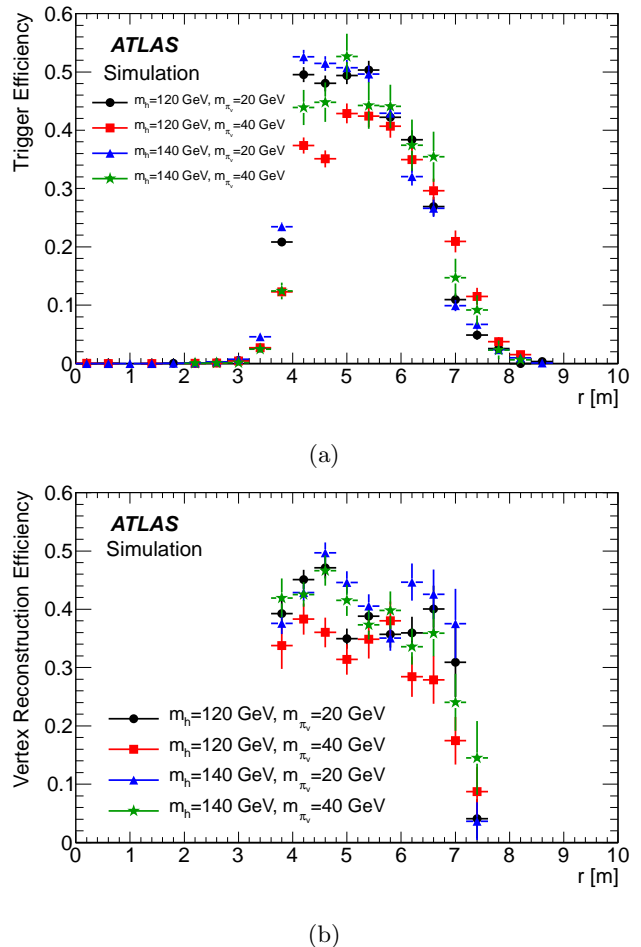 Trigger Efficiency
0.6
0.5
0.4
0.3
0.2
0.1
0
ATLAS
Simulation
m_h=120 GeV, m_πv=20 GeV
m_h=120 GeV, m_πv=40 GeV
m_h=140 GeV, m_πv=20 GeV
m_h=140 GeV, m_πv=40 GeV
0 1 2 3 4 5 6 7 8 9 10
r [m]
(a)
Vertex Reconstruction Efficiency
0.6
0.5
0.4
0.3
0.2
0.1
0
ATLAS
Simulation
m_h=120 GeV, m_πv=20 GeV
m_h=120 GeV, m_πv=40 GeV
m_h=140 GeV, m_πv=20 GeV
m_h=140 GeV, m_πv=40 GeV
0 1 2 3 4 5 6 7 8 9 10
r [m]
(b)